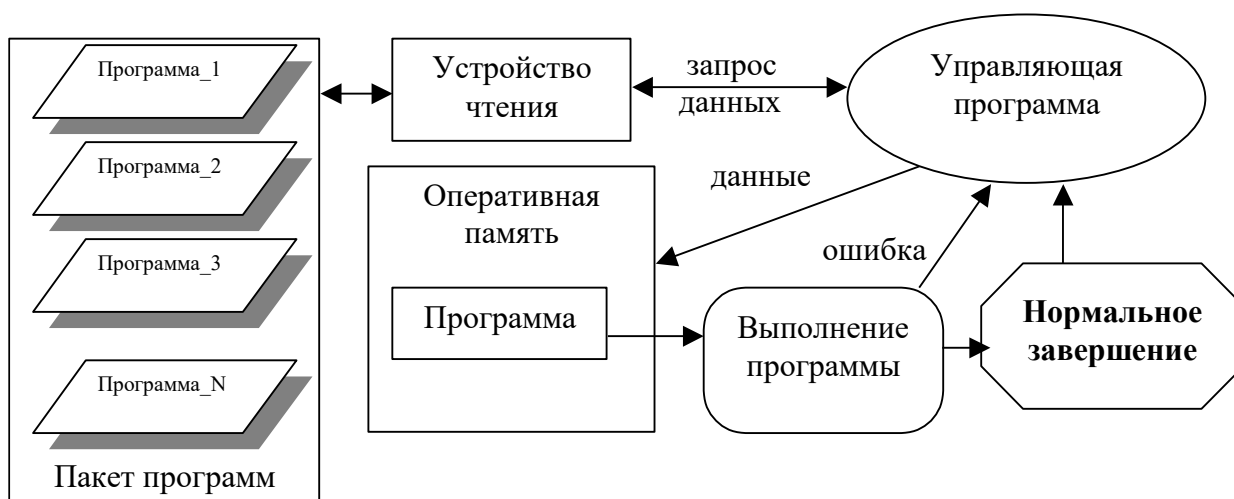 Программа_1
Программа_2
Программа_3
Программа_N
Пакет программ
Устройство
чтения
запрос
данных
Управляющая
программа
данные
Оперативная
память
Программа
ошибка
Выполнение
программы
Нормальное
завершение